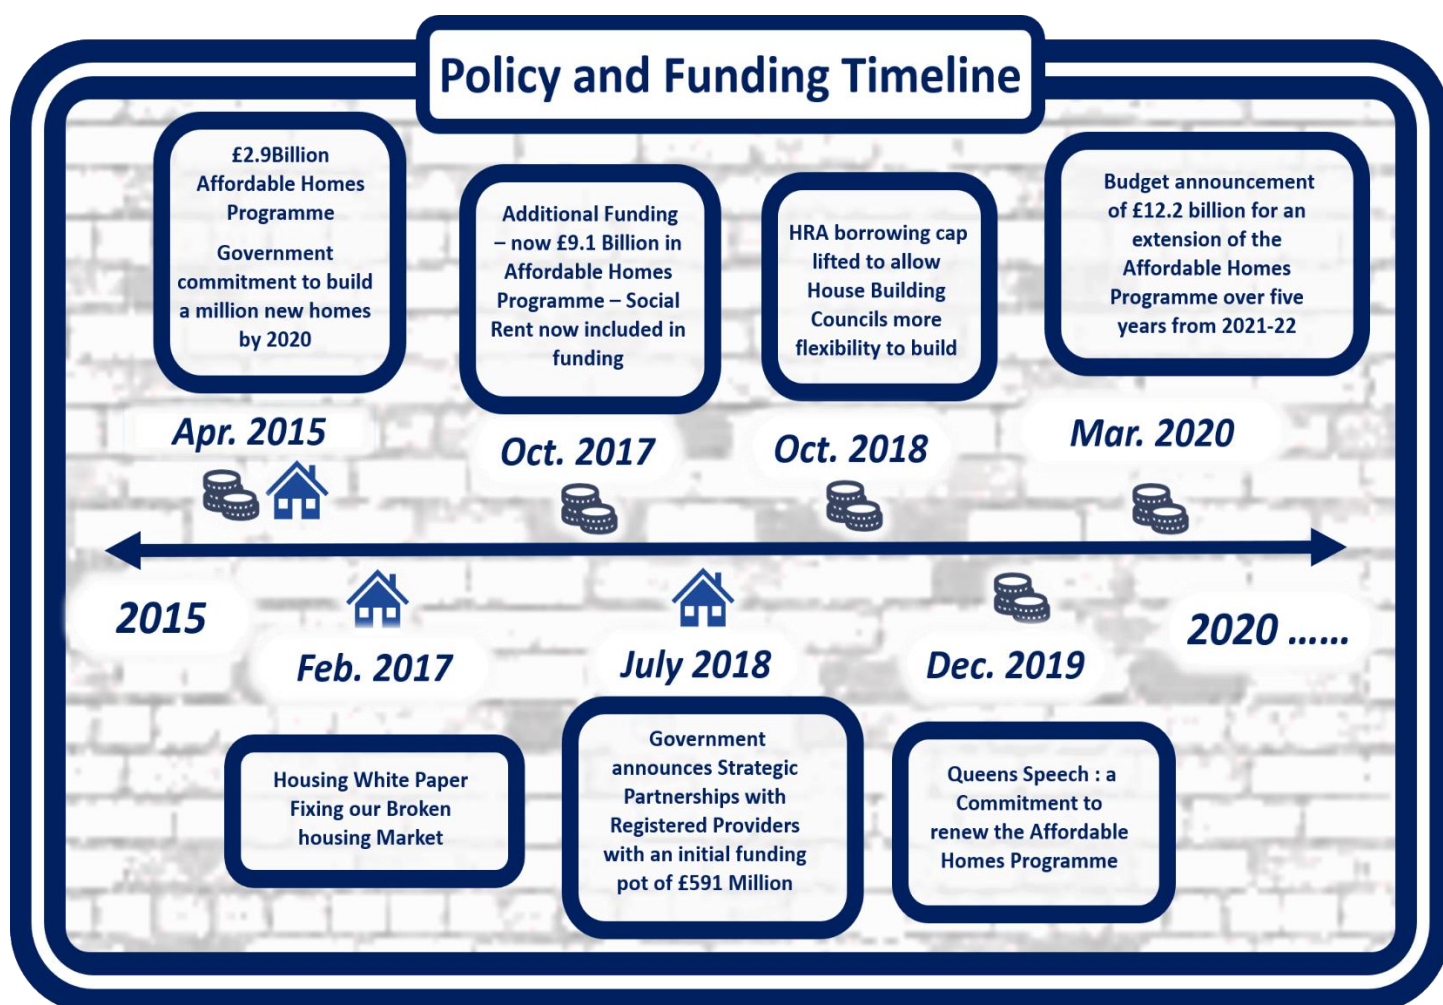 Policy and Funding Timeline
£2.9Billion
Affordable Homes
Programme
Government
commitment to build
a million new homes
by 2020
Apr. 2015
Additional Funding
– now £9.1 Billion in
Affordable Homes
Programme – Social
Rent now included in
funding
Oct. 2017
HRA borrowing cap
lifted to allow
House Building
Councils more
flexibility to build
Oct. 2018
Budget announcement
of £12.2 billion for an
extension of the
Affordable Homes
Programme over five
years from 2021-22
Mar. 2020
2015
2020 ......
Feb. 2017
Housing White Paper
Fixing our Broken
housing Market
July 2018
Government
announces Strategic
Partnerships with
Registered Providers
with an initial funding
pot of £591 Million
Dec. 2019
Queens Speech : a
Commitment to
renew the Affordable
Homes Programme